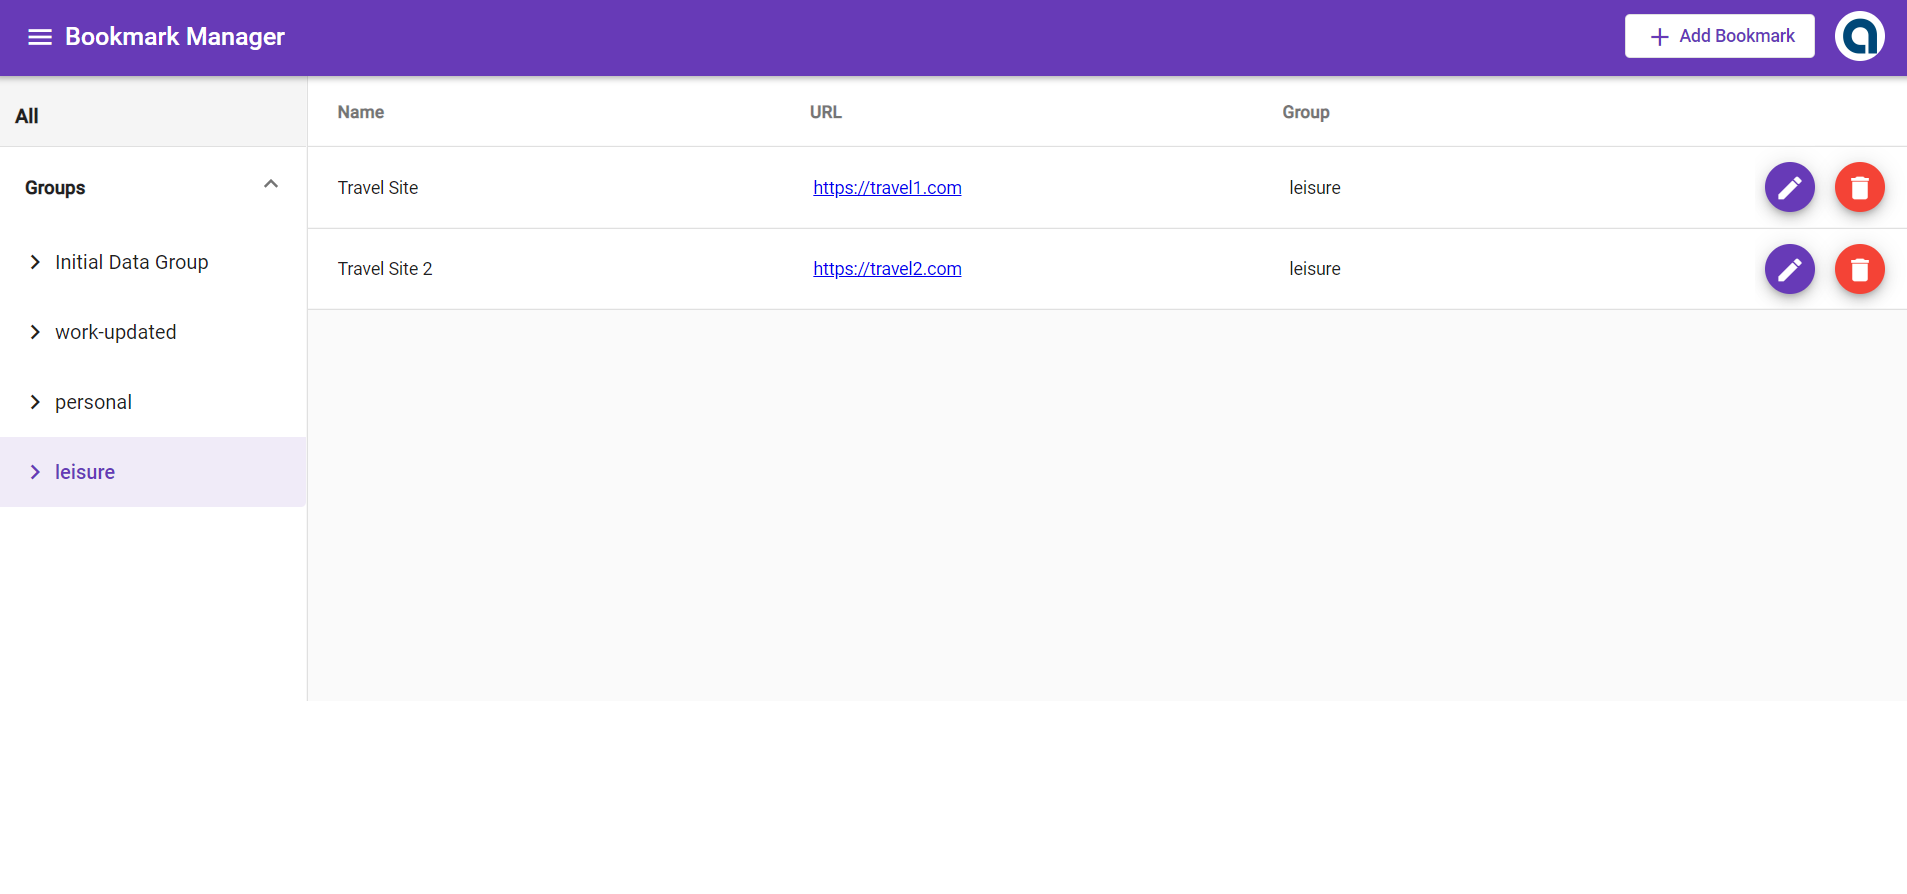 Bookmark Manager
Add Bookmark
All
Name URL Group
Groups
Travel Site https://travel1.com leisure
Initial Data Group
Travel Site 2 https://travel2.com leisure
work-updated
personal
leisure